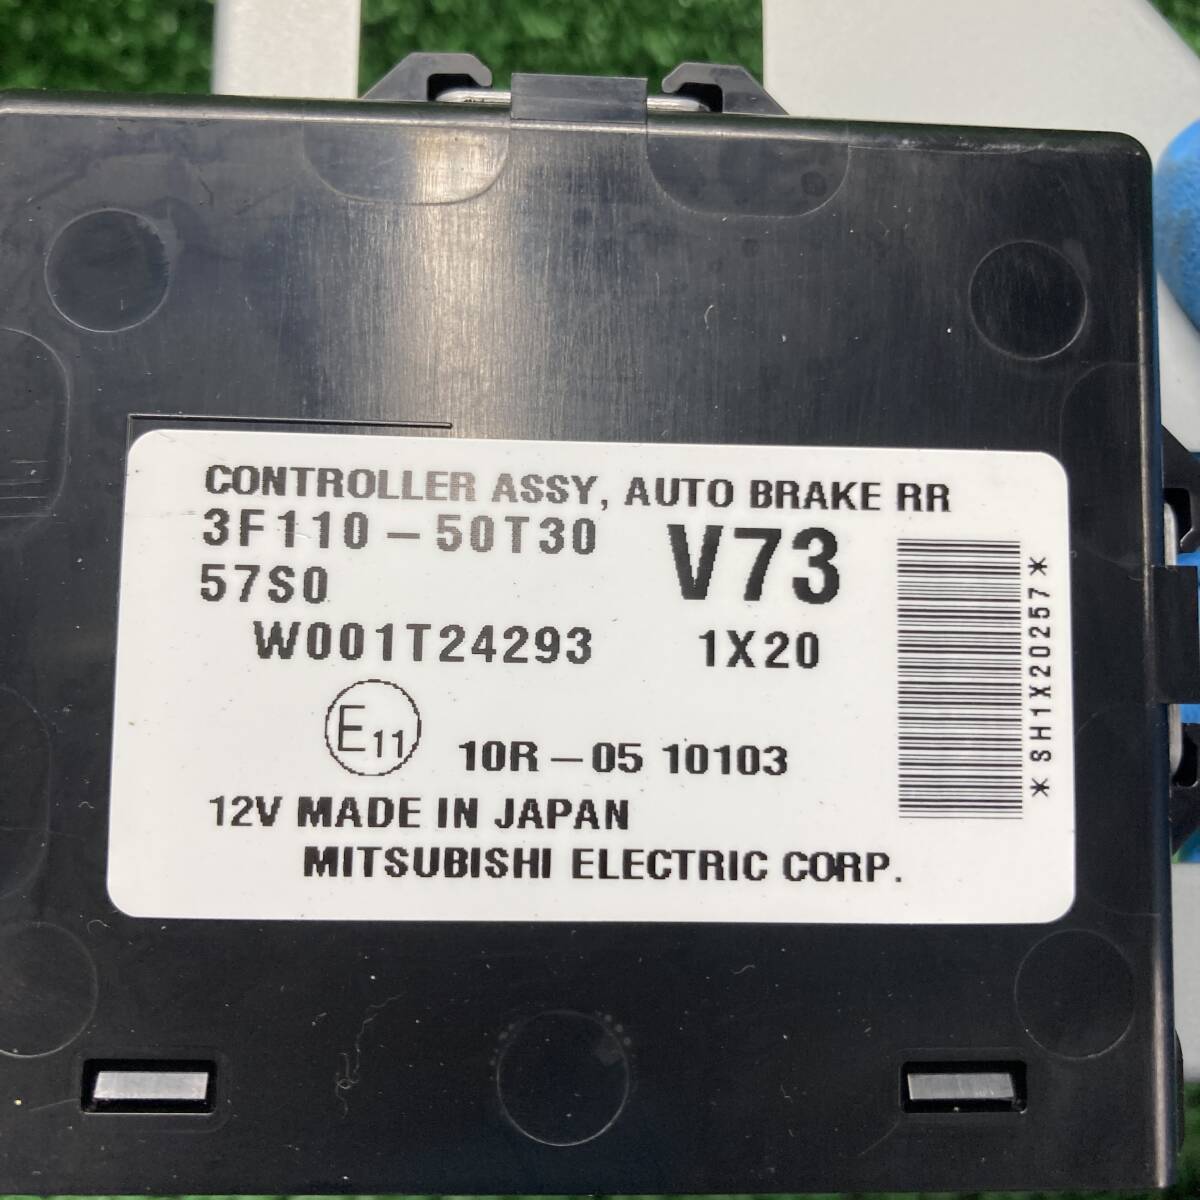 CONTROLLER ASSY, AUTO BRAKE RR
3F110-50T30
V73
57S0
W001T24293 1X20
E11 10R-05 10103
12V MADE IN JAPAN
MITSUBISHI ELECTRIC CORP.
*SH1X20257*